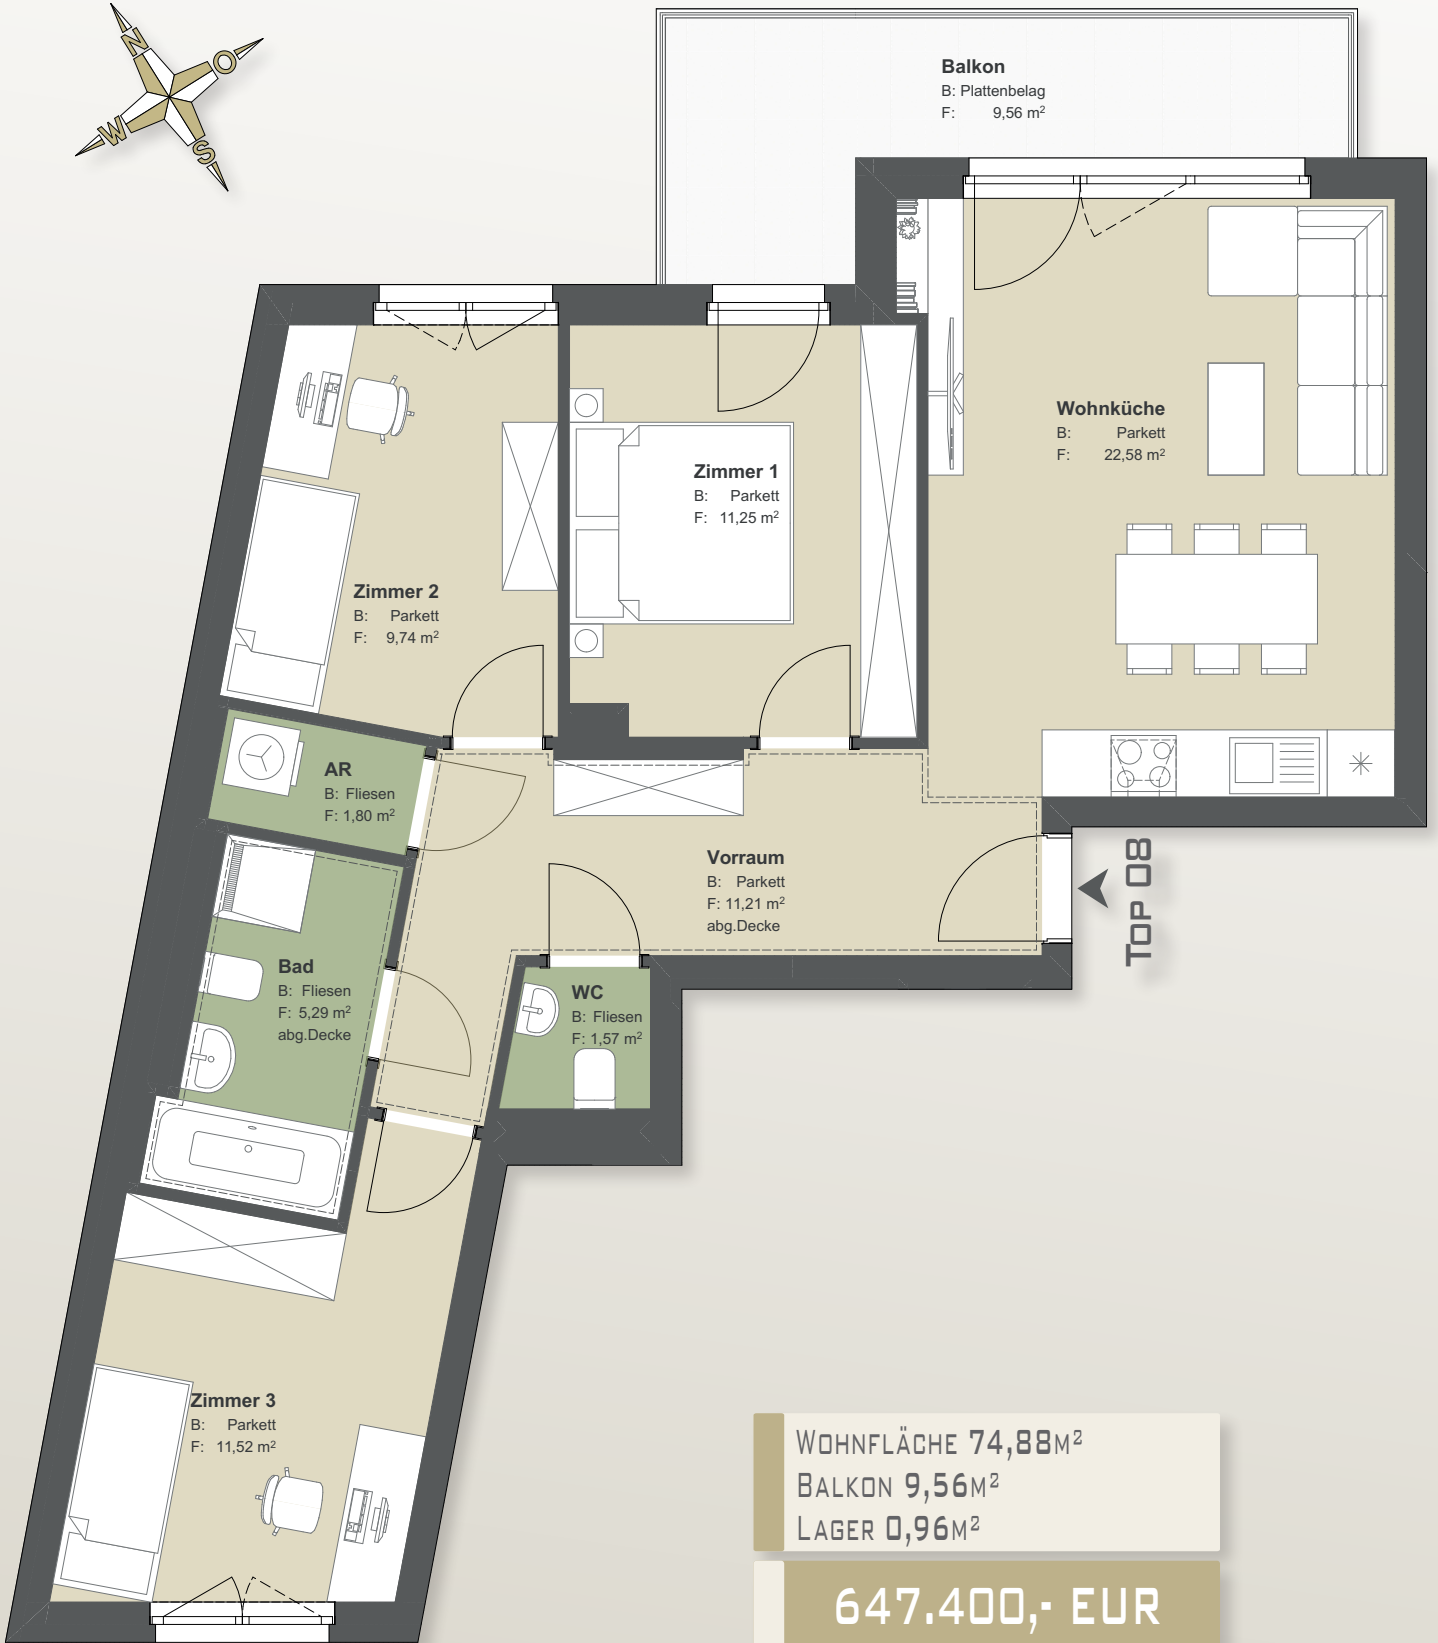 N
O
W
S
Balkon
B: Plattenbelag
F: 9,56 m²
Wohnküche
B: Parkett
F: 22,58 m²
Zimmer 1
B: Parkett
F: 11,25 m²
Zimmer 2
B: Parkett
F: 9,74 m²
AR
B: Fliesen
F: 1,80 m²
Vorraum
B: Parkett
F: 11,21 m²
abg.Decke
TOP 08
Bad
B: Fliesen
F: 5,29 m²
abg.Decke
WC
B: Fliesen
F: 1,57 m²
Zimmer 3
B: Parkett
F: 11,52 m²
WOHNFLÄCHE 74,88M²
BALKON 9,56M²
LAGER 0,96M²
647.400,- EUR